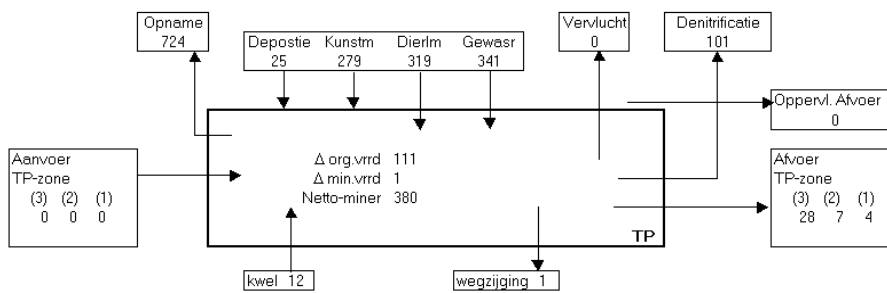 Opname
724
Depostie Kunstm Dierlm Gewasr
25 279 319 341
Vervlucht
0
Denitrificatie
101
Oppervl. Afvoer
0
Aanvoer
TP-zone
(3) (2) (1)
0 0 0
Δ org.vrrd 111
Δ min.vrrd 1
Netto-miner 380
Afvoer
TP-zone
(3) (2) (1)
28 7 4
TP
kwel 12
wegzijging 1